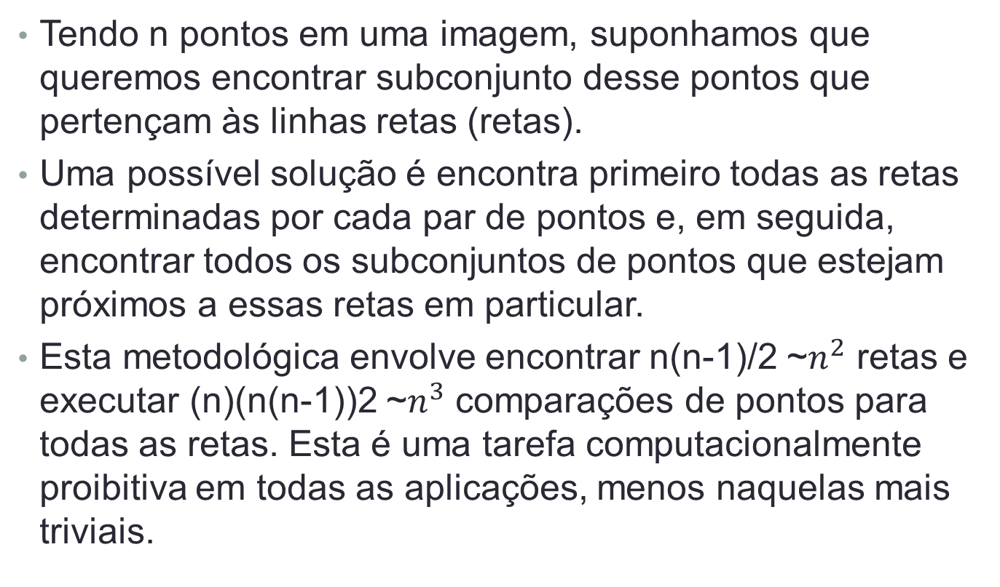 • Tendo n pontos em uma imagem, suponhamos que
queremos encontrar subconjunto desse pontos que
pertençam às linhas retas (retas).
• Uma possível solução é encontra primeiro todas as retas
determinadas por cada par de pontos e, em seguida,
encontrar todos os subconjuntos de pontos que estejam
próximos a essas retas em particular.
• Esta metodológica envolve encontrar n(n-1)/2 ~n² retas e
executar (n)(n(n-1))2 ~n³ comparações de pontos para
todas as retas. Esta é uma tarefa computacionalmente
proibitiva em todas as aplicações, menos naquelas mais
triviais.